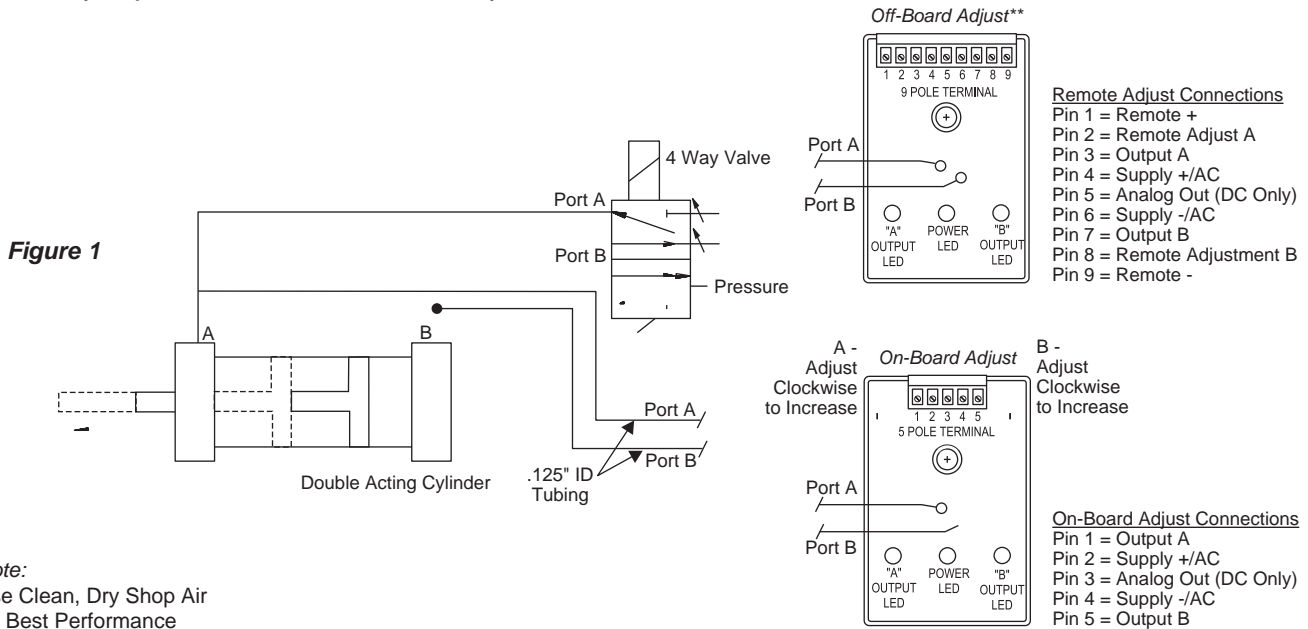 Off-Board Adjust**
1 2 3 4 5 6 7 8 9
9 POLE TERMINAL
Port A
Port B
"A"
OUTPUT
LED
POWER
LED
"B"
OUTPUT
LED
Remote Adjust Connections
Pin 1 = Remote +
Pin 2 = Remote Adjust A
Pin 3 = Output A
Pin 4 = Supply +/AC
Pin 5 = Analog Out (DC Only)
Pin 6 = Supply -/AC
Pin 7 = Output B
Pin 8 = Remote Adjustment B
Pin 9 = Remote -
4 Way Valve
Port A
Port B
Pressure
Figure 1
A
B
Double Acting Cylinder
.125" ID
Tubing
Port A
Port B
A -
Adjust
Clockwise
to Increase
On-Board Adjust
B -
Adjust
Clockwise
to Increase
1 2 3 4 5
5 POLE TERMINAL
Port A
Port B
"A"
OUTPUT
LED
POWER
LED
"B"
OUTPUT
LED
On-Board Adjust Connections
Pin 1 = Output A
Pin 2 = Supply +/AC
Pin 3 = Analog Out (DC Only)
Pin 4 = Supply -/AC
Pin 5 = Output B
Clean, Dry Shop Air
Best Performance